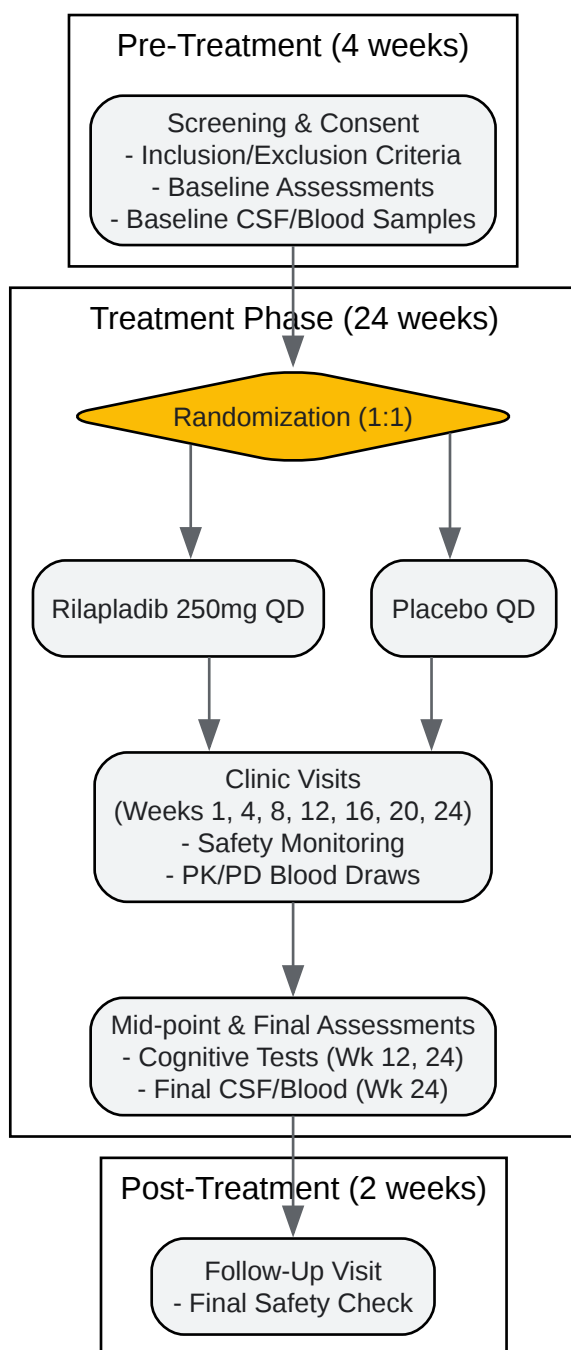 Pre-Treatment (4 weeks)
Screening & Consent
- Inclusion/Exclusion Criteria
- Baseline Assessments
- Baseline CSF/Blood Samples
Treatment Phase (24 weeks)
Randomization (1:1)
Rilapladib 250mg QD
Placebo QD
Clinic Visits
(Weeks 1, 4, 8, 12, 16, 20, 24)
- Safety Monitoring
- PK/PD Blood Draws
Mid-point & Final Assessments
- Cognitive Tests (Wk 12, 24)
- Final CSF/Blood (Wk 24)
Post-Treatment (2 weeks)
Follow-Up Visit
- Final Safety Check